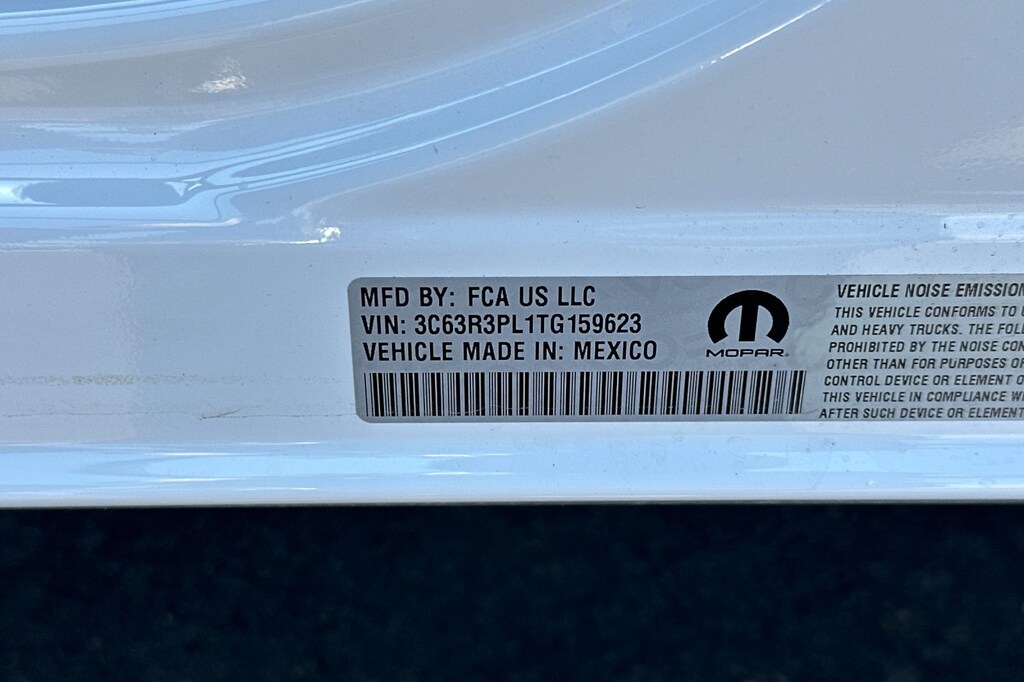 MFD BY: FCA US LLC
VIN: 3C63R3PL1TG159623
VEHICLE MADE IN: MEXICO
MOPAR
VEHICLE NOISE EMISSION
THIS VEHICLE CONFORMS TO
AND HEAVY TRUCKS. THE FOLL
PROHIBITED BY THE NOISE CON
OTHER THAN FOR PURPOSES OF
CONTROL DEVICE OR ELEMENT O
THIS VEHICLE IN COMPLIANCE WI
AFTER SUCH DEVICE OR ELEMENT